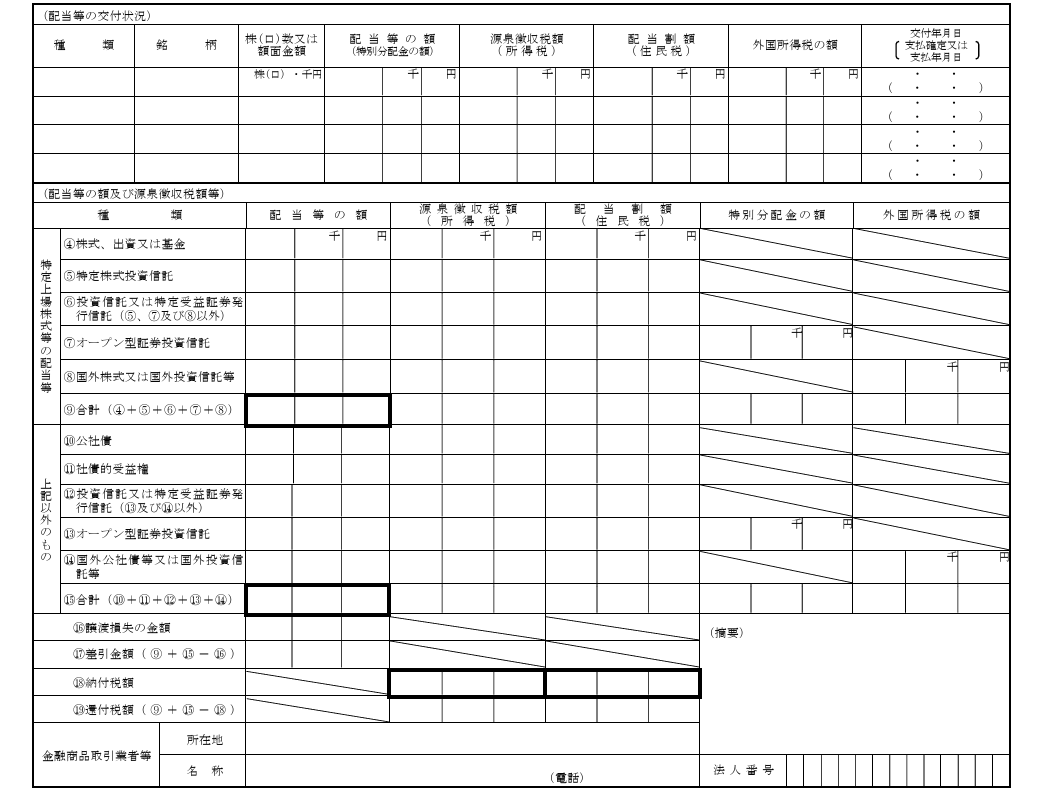 （配当等の交付状況）
種　　類　銘　　柄　株(口)数又は　配 当 等 の 額　源泉徴収税額　配 当 割 額　外国所得税の額　交付年月日
額面金額　(特別分配金の額)　( 所 得 税 )　( 住 民 税 )　支払確定又は
支払年月日
株(口)・千円　千　円　千　円　千　円　千　円　・　・
(　・　・　)
・　・
(　・　・　)
・　・
(　・　・　)
・　・
(　・　・　)
（配当等の額及び源泉徴収税額等）
種　　類　配 当 等 の 額　源 泉 徴 収 税 額　配　当　割　額　特別分配金の額　外国所得税の額
（ 所 得 税 ）　（ 住 民 税 ）
特定上場株式等の配当等
④株式、出資又は基金　千　円　千　円　千　円
⑤特定株式投資信託
⑥投資信託又は特定受益証券発
行信託（⑤、⑦及び⑧以外）
⑦オープン型証券投資信託　千　円
⑧国外株式又は国外投資信託等　千　円
⑨合計（④＋⑤＋⑥＋⑦＋⑧）
上記以外のもの
⑩公社債
⑪社債的受益権
⑫投資信託又は特定受益証券発
行信託（⑬及び⑭以外）
⑬オープン型証券投資信託　千　円
⑭国外公社債等又は国外投資信
託等　千　円
⑮合計（⑩＋⑪＋⑫＋⑬＋⑭）
⑯譲渡損失の金額　（摘要）
⑰差引金額（ ⑨ ＋ ⑮ － ⑯ ）
⑱納付税額
⑲還付税額（ ⑨ ＋ ⑮ － ⑱ ）
金融商品取引業者等　所在地
名　称　（電話）　法 人 番 号